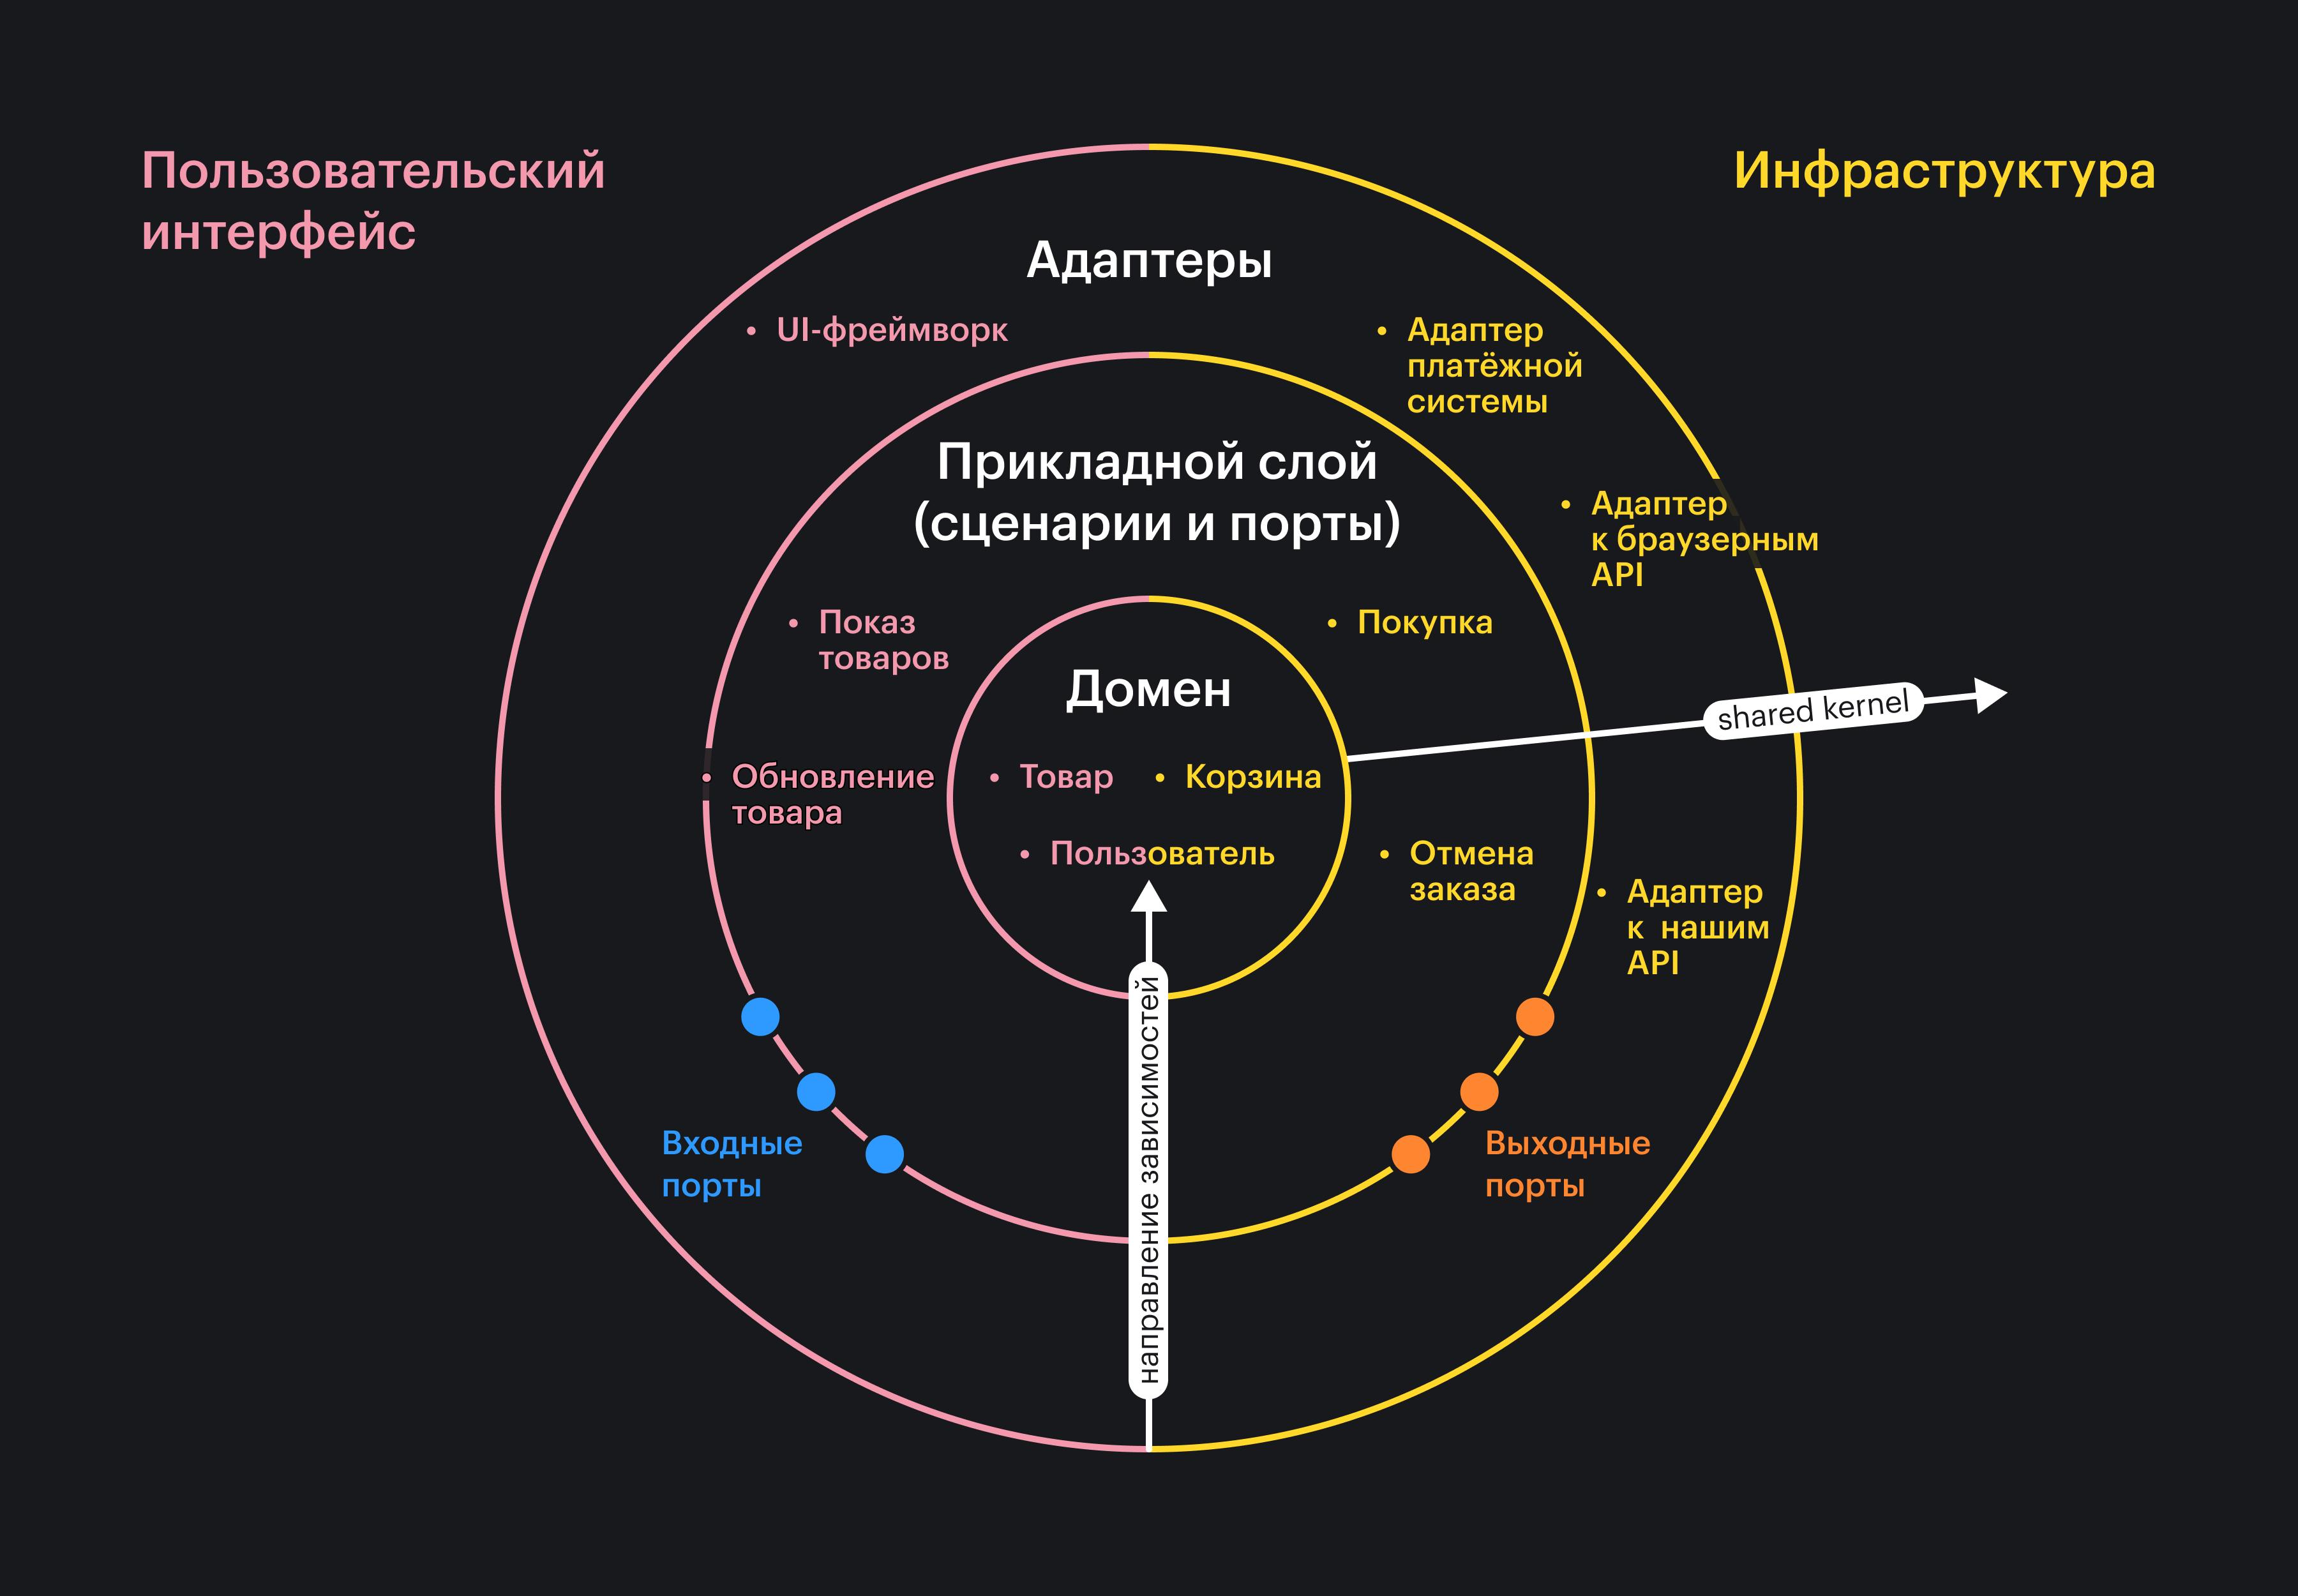 Пользовательский
интерфейс
Инфраструктура
Адаптеры
• UI-фреймворк
• Адаптер
платёжной
системы
Прикладной слой
(сценарии и порты)
• Адаптер
к браузерным
API
• Показ
товаров
• Покупка
Домен
shared kernel
• Обновление
товара
• Товар
• Корзина
• Пользователь
• Отмена
заказа
• Адаптер
к нашим
API
направление зависимостей
Входные
порты
Выходные
порты